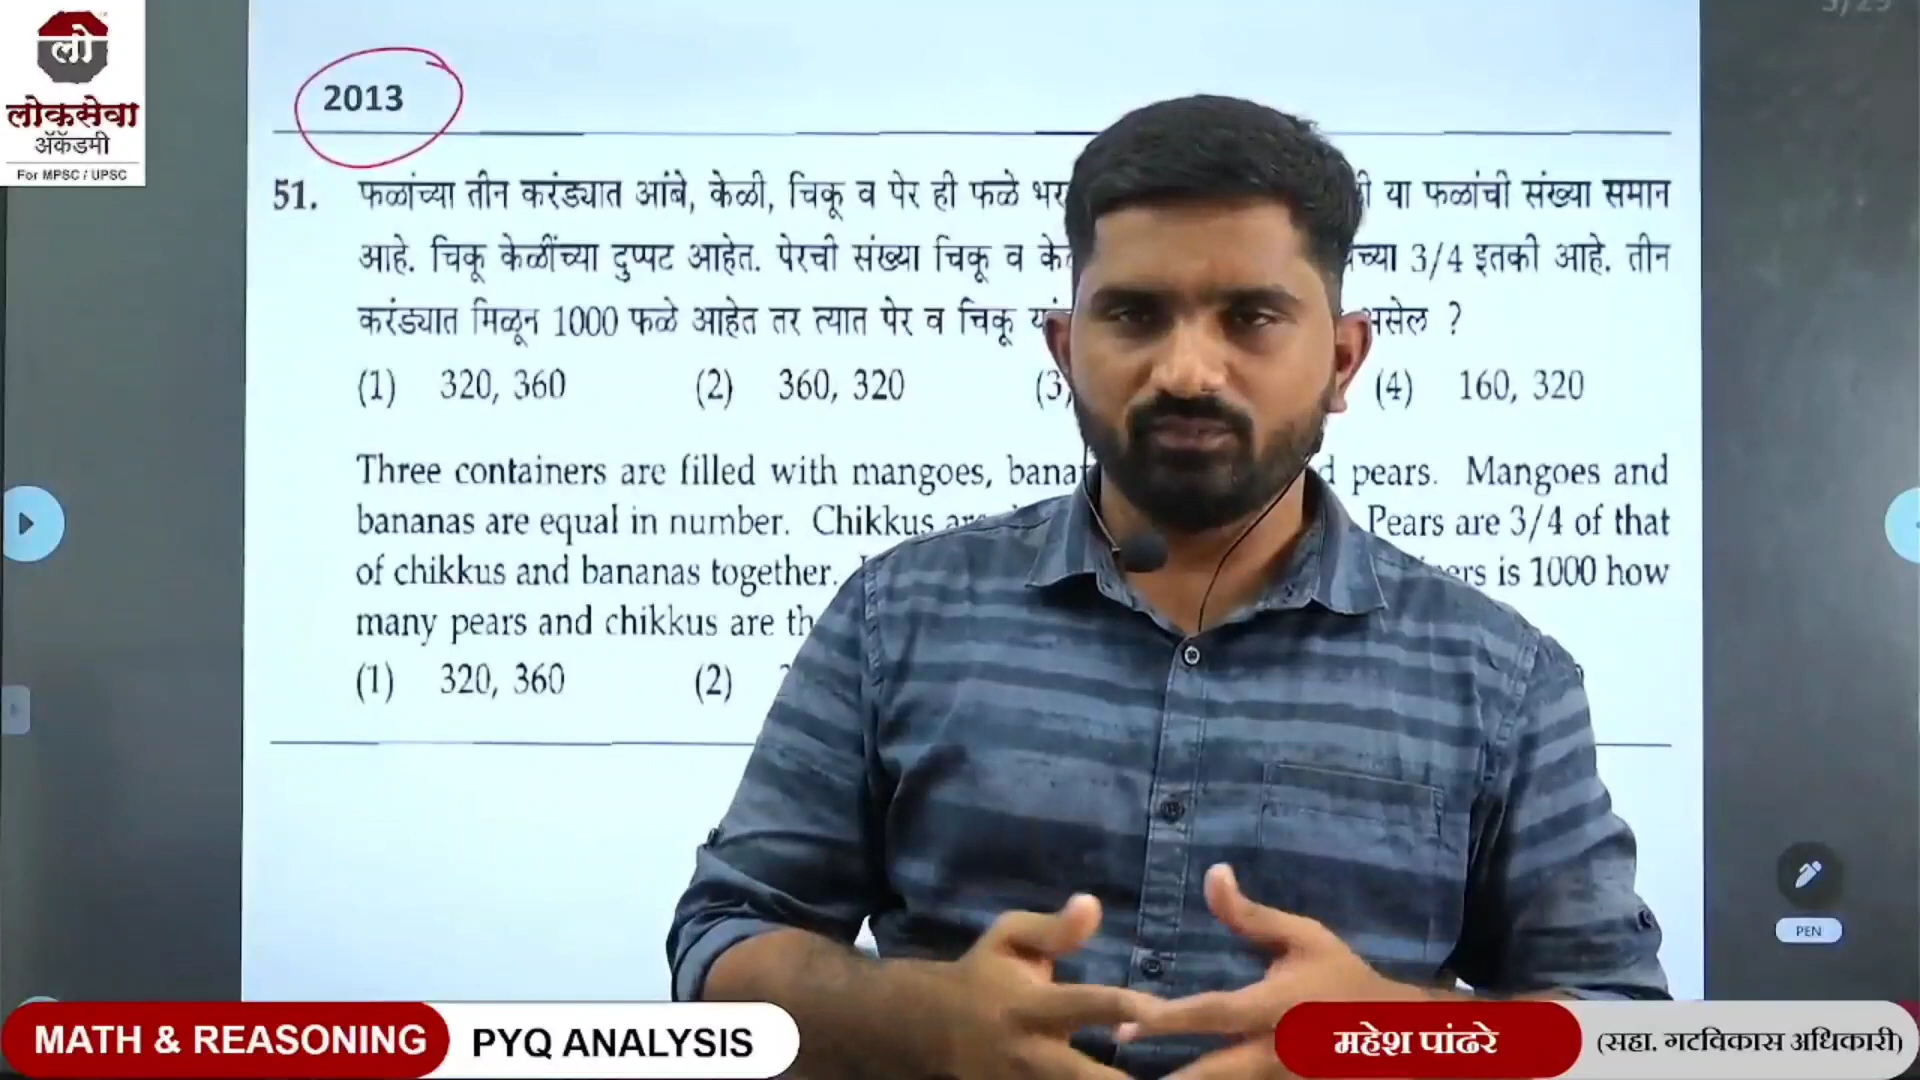 लो
लोकसेवा
ॲकॅडमी
For MPSC / UPSC
2013
51. फळांच्या तीन करंड्यात आंबे, केळी, चिकू व पेर ही फळे या फळांची संख्या समान
आहे. चिकू केळींच्या दुप्पट आहेत. पेरची संख्या चिकू व 3/4 इतकी आहे. तीन
करंड्यात मिळून 1000 फळे आहेत तर त्यात पेर व चिकू असेल ?
(1) 320, 360 (2) 360, 320 (3) (4) 160, 320
Three containers are filled with mangoes, pears. Mangoes and
bananas are equal in number. Chikkus Pears are 3/4 of that
of chikkus and bananas together. is 1000 how
many pears and chikkus are
(1) 320, 360 (2)
PEN
MATH & REASONING PYQ ANALYSIS महेश पांढरे (सहा. गटविकास अधिकारी)